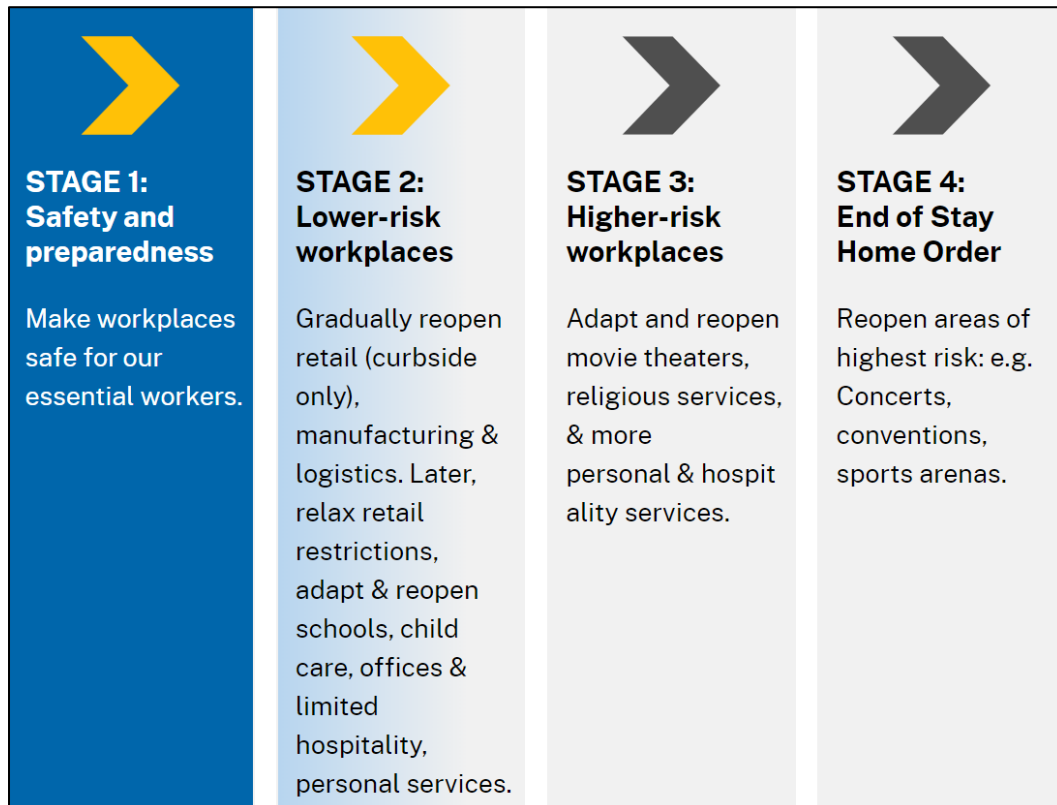 STAGE 1:
Safety and
preparedness
Make workplaces
safe for our
essential workers.
STAGE 2:
Lower-risk
workplaces
Gradually reopen
retail (curbside
only),
manufacturing &
logistics. Later,
relax retail
restrictions,
adapt & reopen
schools, child
care, offices &
limited
hospitality,
personal services.
STAGE 3:
Higher-risk
workplaces
Adapt and reopen
movie theaters,
religious services,
& more
personal & hospit
ality services.
STAGE 4:
End of Stay
Home Order
Reopen areas of
highest risk: e.g.
Concerts,
conventions,
sports arenas.